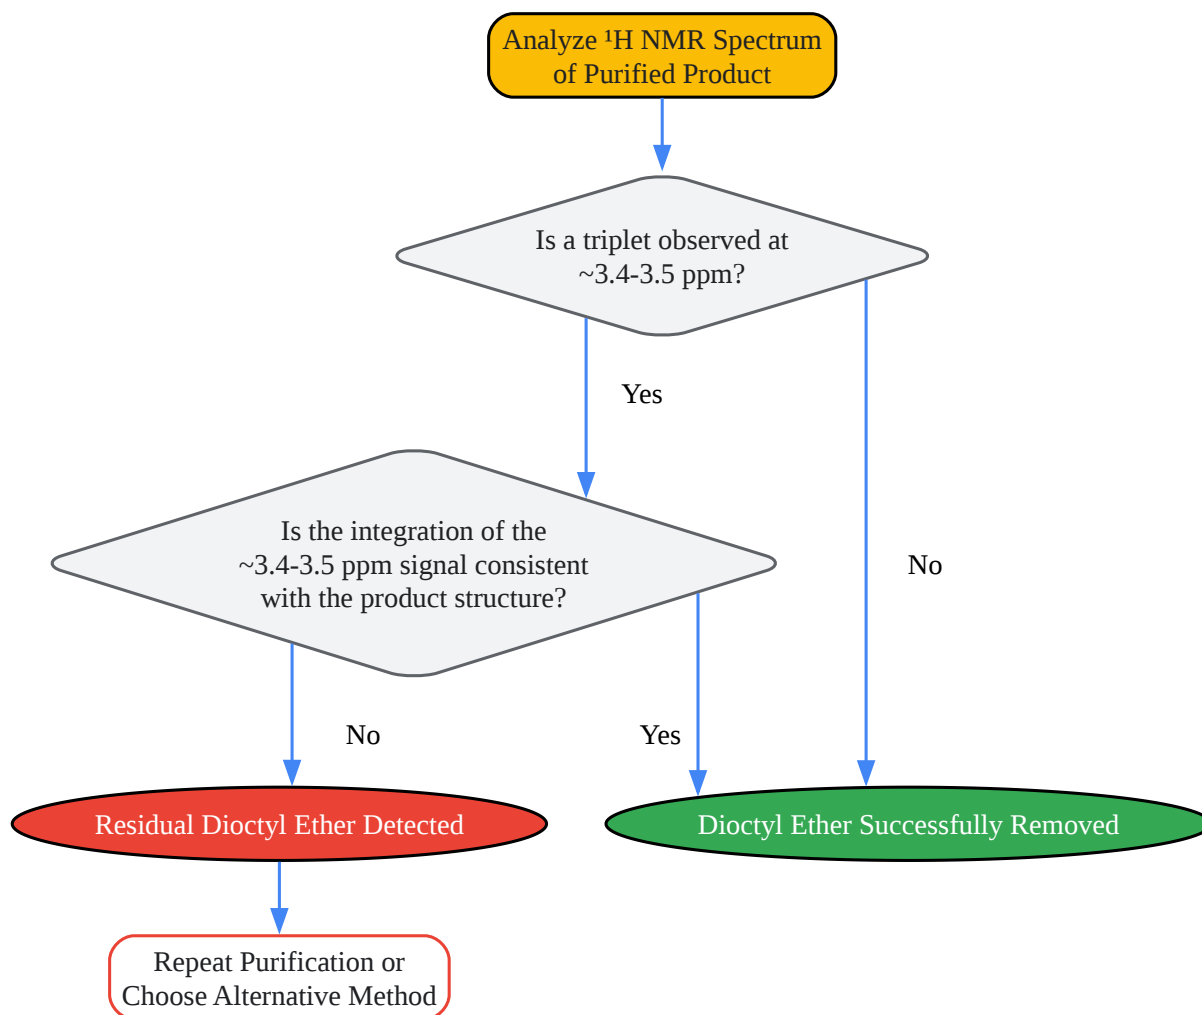 Analyze ¹H NMR Spectrum
of Purified Product
Is a triplet observed at
~3.4-3.5 ppm?
Yes
Is the integration of the
~3.4-3.5 ppm signal consistent
with the product structure?
No
No
Yes
Residual Dioctyl Ether Detected
Dioctyl Ether Successfully Removed
Repeat Purification or
Choose Alternative Method